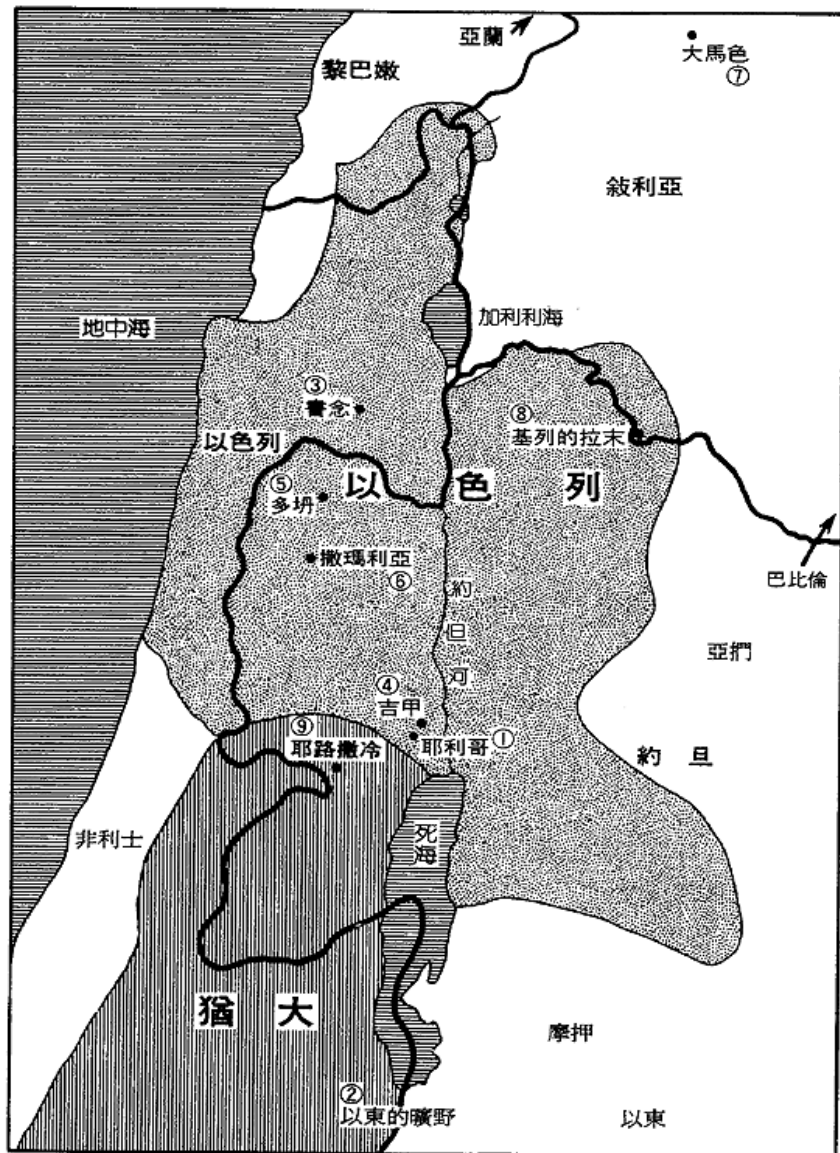 亞蘭
黎巴嫩
大馬色
⑦
敍利亞
地中海
加利利海
③
書念
⑧
基列的拉末
以色列
以色列
⑤
多坍
撒瑪利亞
⑥
巴比倫
約旦河
亞捫
④
吉甲
⑨
耶路撒冷
耶利哥①
約旦
非利士
死海
猶大
摩押
②
以東的曠野
以東